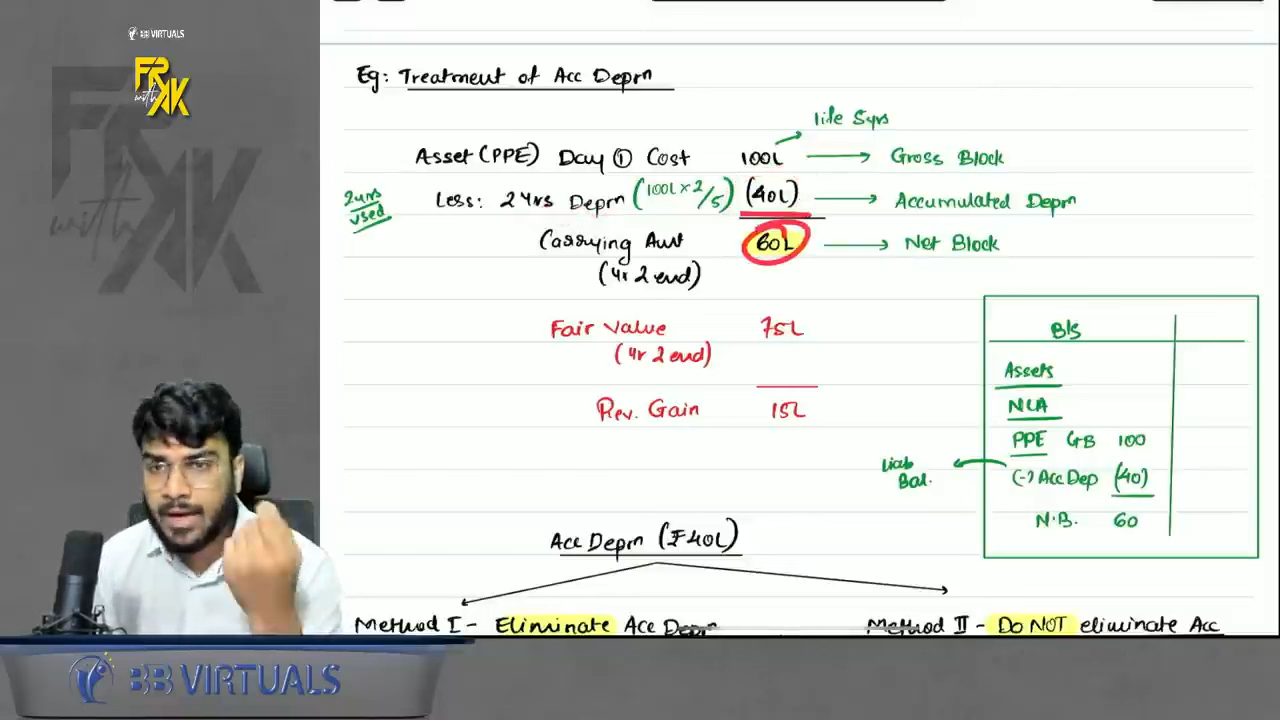 BB VIRTUALS
FR
with AK
Eg: Treatment of Acc Deprn
life 5yrs
Asset (PPE) Day ① Cost 100L → Gross Block
2yrs used
Less: 2 Yrs Deprn (100L × 2/5) (40L) → Accumulated Deprn
Carrying Amt 60L → Net Block
(Yr 2 end)
Fair Value 75L
(Yr 2 end)
Rev. Gain 15L
B/S
Assets
NCA
PPE GB 100
Liab Bal.
(-) Acc Dep (40)
N.B. 60
Acc Deprn (₹40L)
Method I - Eliminate Acc Deprn
Method II - Do NOT eliminate Acc
BB VIRTUALS